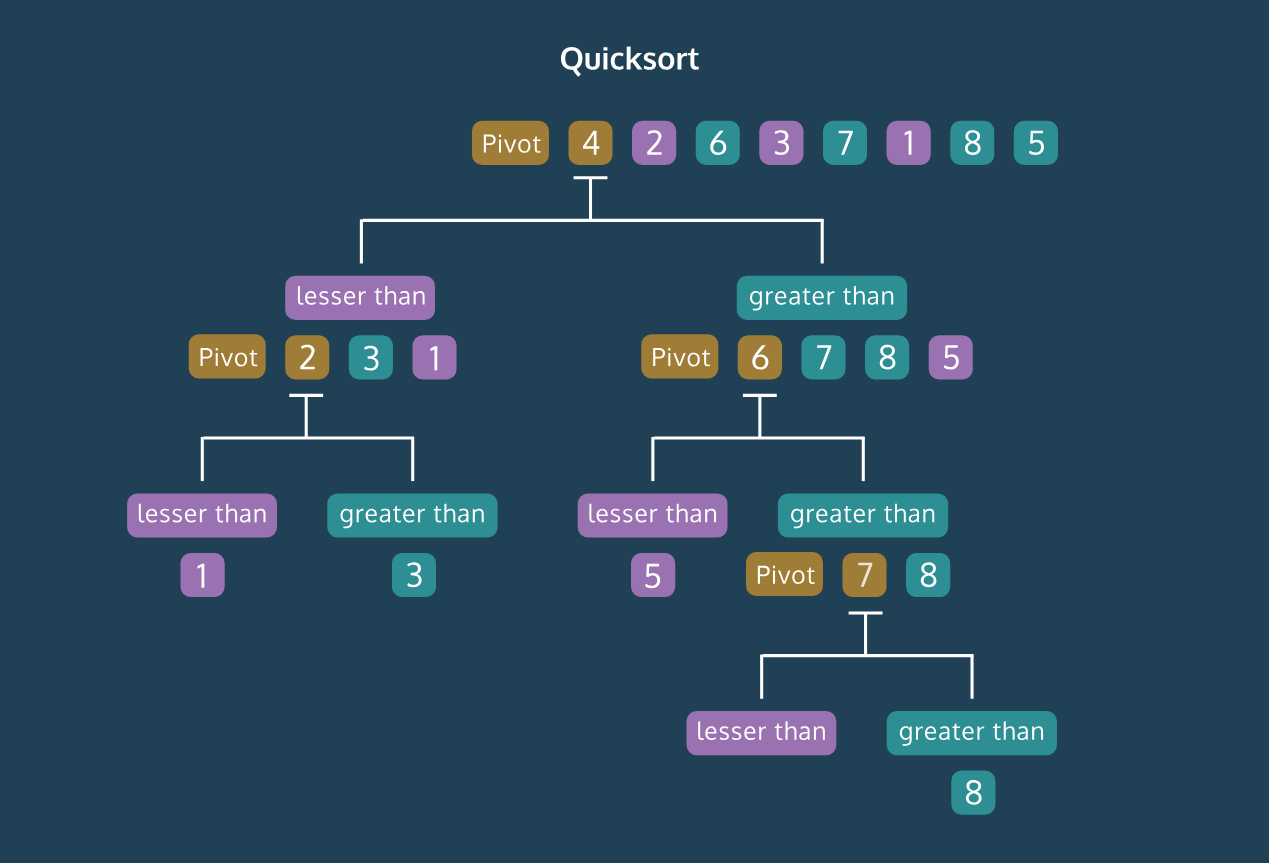 Quicksort
Pivot 4 2 6 3 7 1 8 5
lesser than greater than
Pivot 2 3 1 Pivot 6 7 8 5
lesser than greater than lesser than greater than
1 3 5 Pivot 7 8
lesser than greater than
8